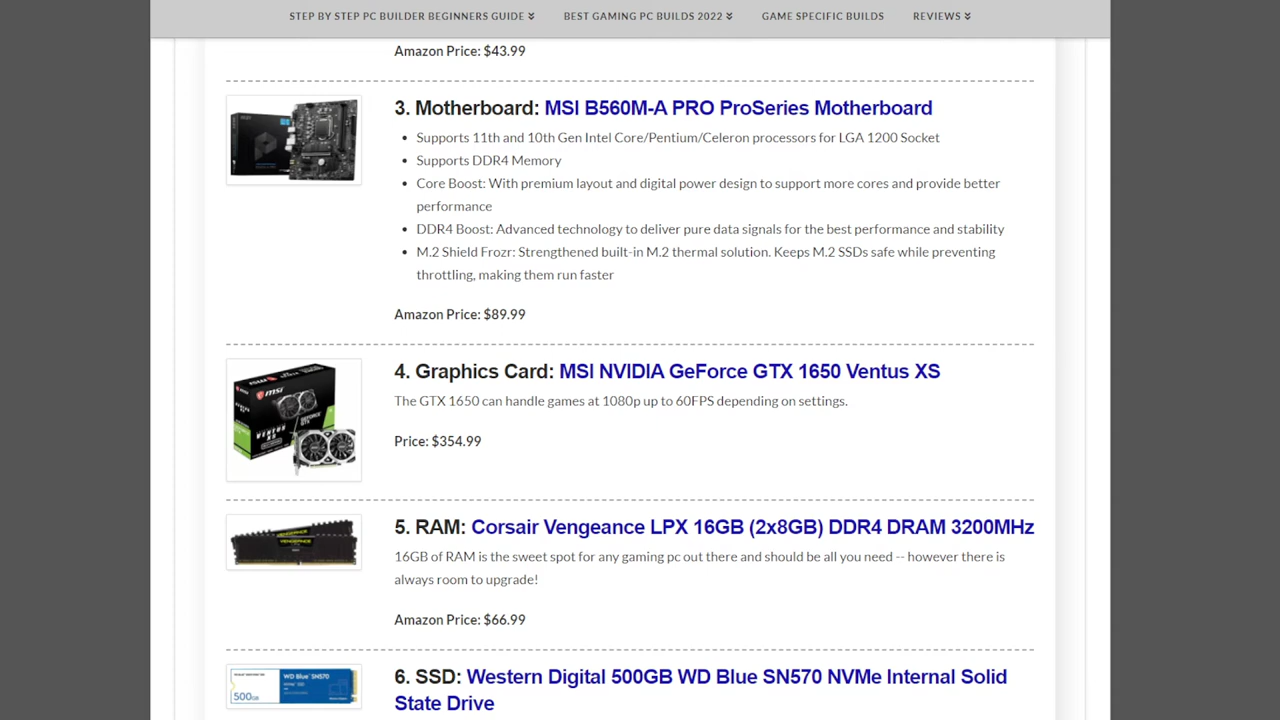 STEP BY STEP PC BUILDER BEGINNERS GUIDE BEST GAMING PC BUILDS 2022 GAME SPECIFIC BUILDS REVIEWS
Amazon Price: $43.99
3. Motherboard: MSI B560M-A PRO ProSeries Motherboard
• Supports 11th and 10th Gen Intel Core/Pentium/Celeron processors for LGA 1200 Socket
• Supports DDR4 Memory
• Core Boost: With premium layout and digital power design to support more cores and provide better
performance
• DDR4 Boost: Advanced technology to deliver pure data signals for the best performance and stability
• M.2 Shield Frozr: Strengthened built-in M.2 thermal solution. Keeps M.2 SSDs safe while preventing
throttling, making them run faster
Amazon Price: $89.99
msi
VENTUS
4. Graphics Card: MSI NVIDIA GeForce GTX 1650 Ventus XS
The GTX 1650 can handle games at 1080p up to 60FPS depending on settings.
Price: $354.99
VENGEANCE
5. RAM: Corsair Vengeance LPX 16GB (2x8GB) DDR4 DRAM 3200MHz
16GB of RAM is the sweet spot for any gaming pc out there and should be all you need -- however there is
always room to upgrade!
Amazon Price: $66.99
WD Blue SN570
500GB
6. SSD: Western Digital 500GB WD Blue SN570 NVMe Internal Solid
State Drive